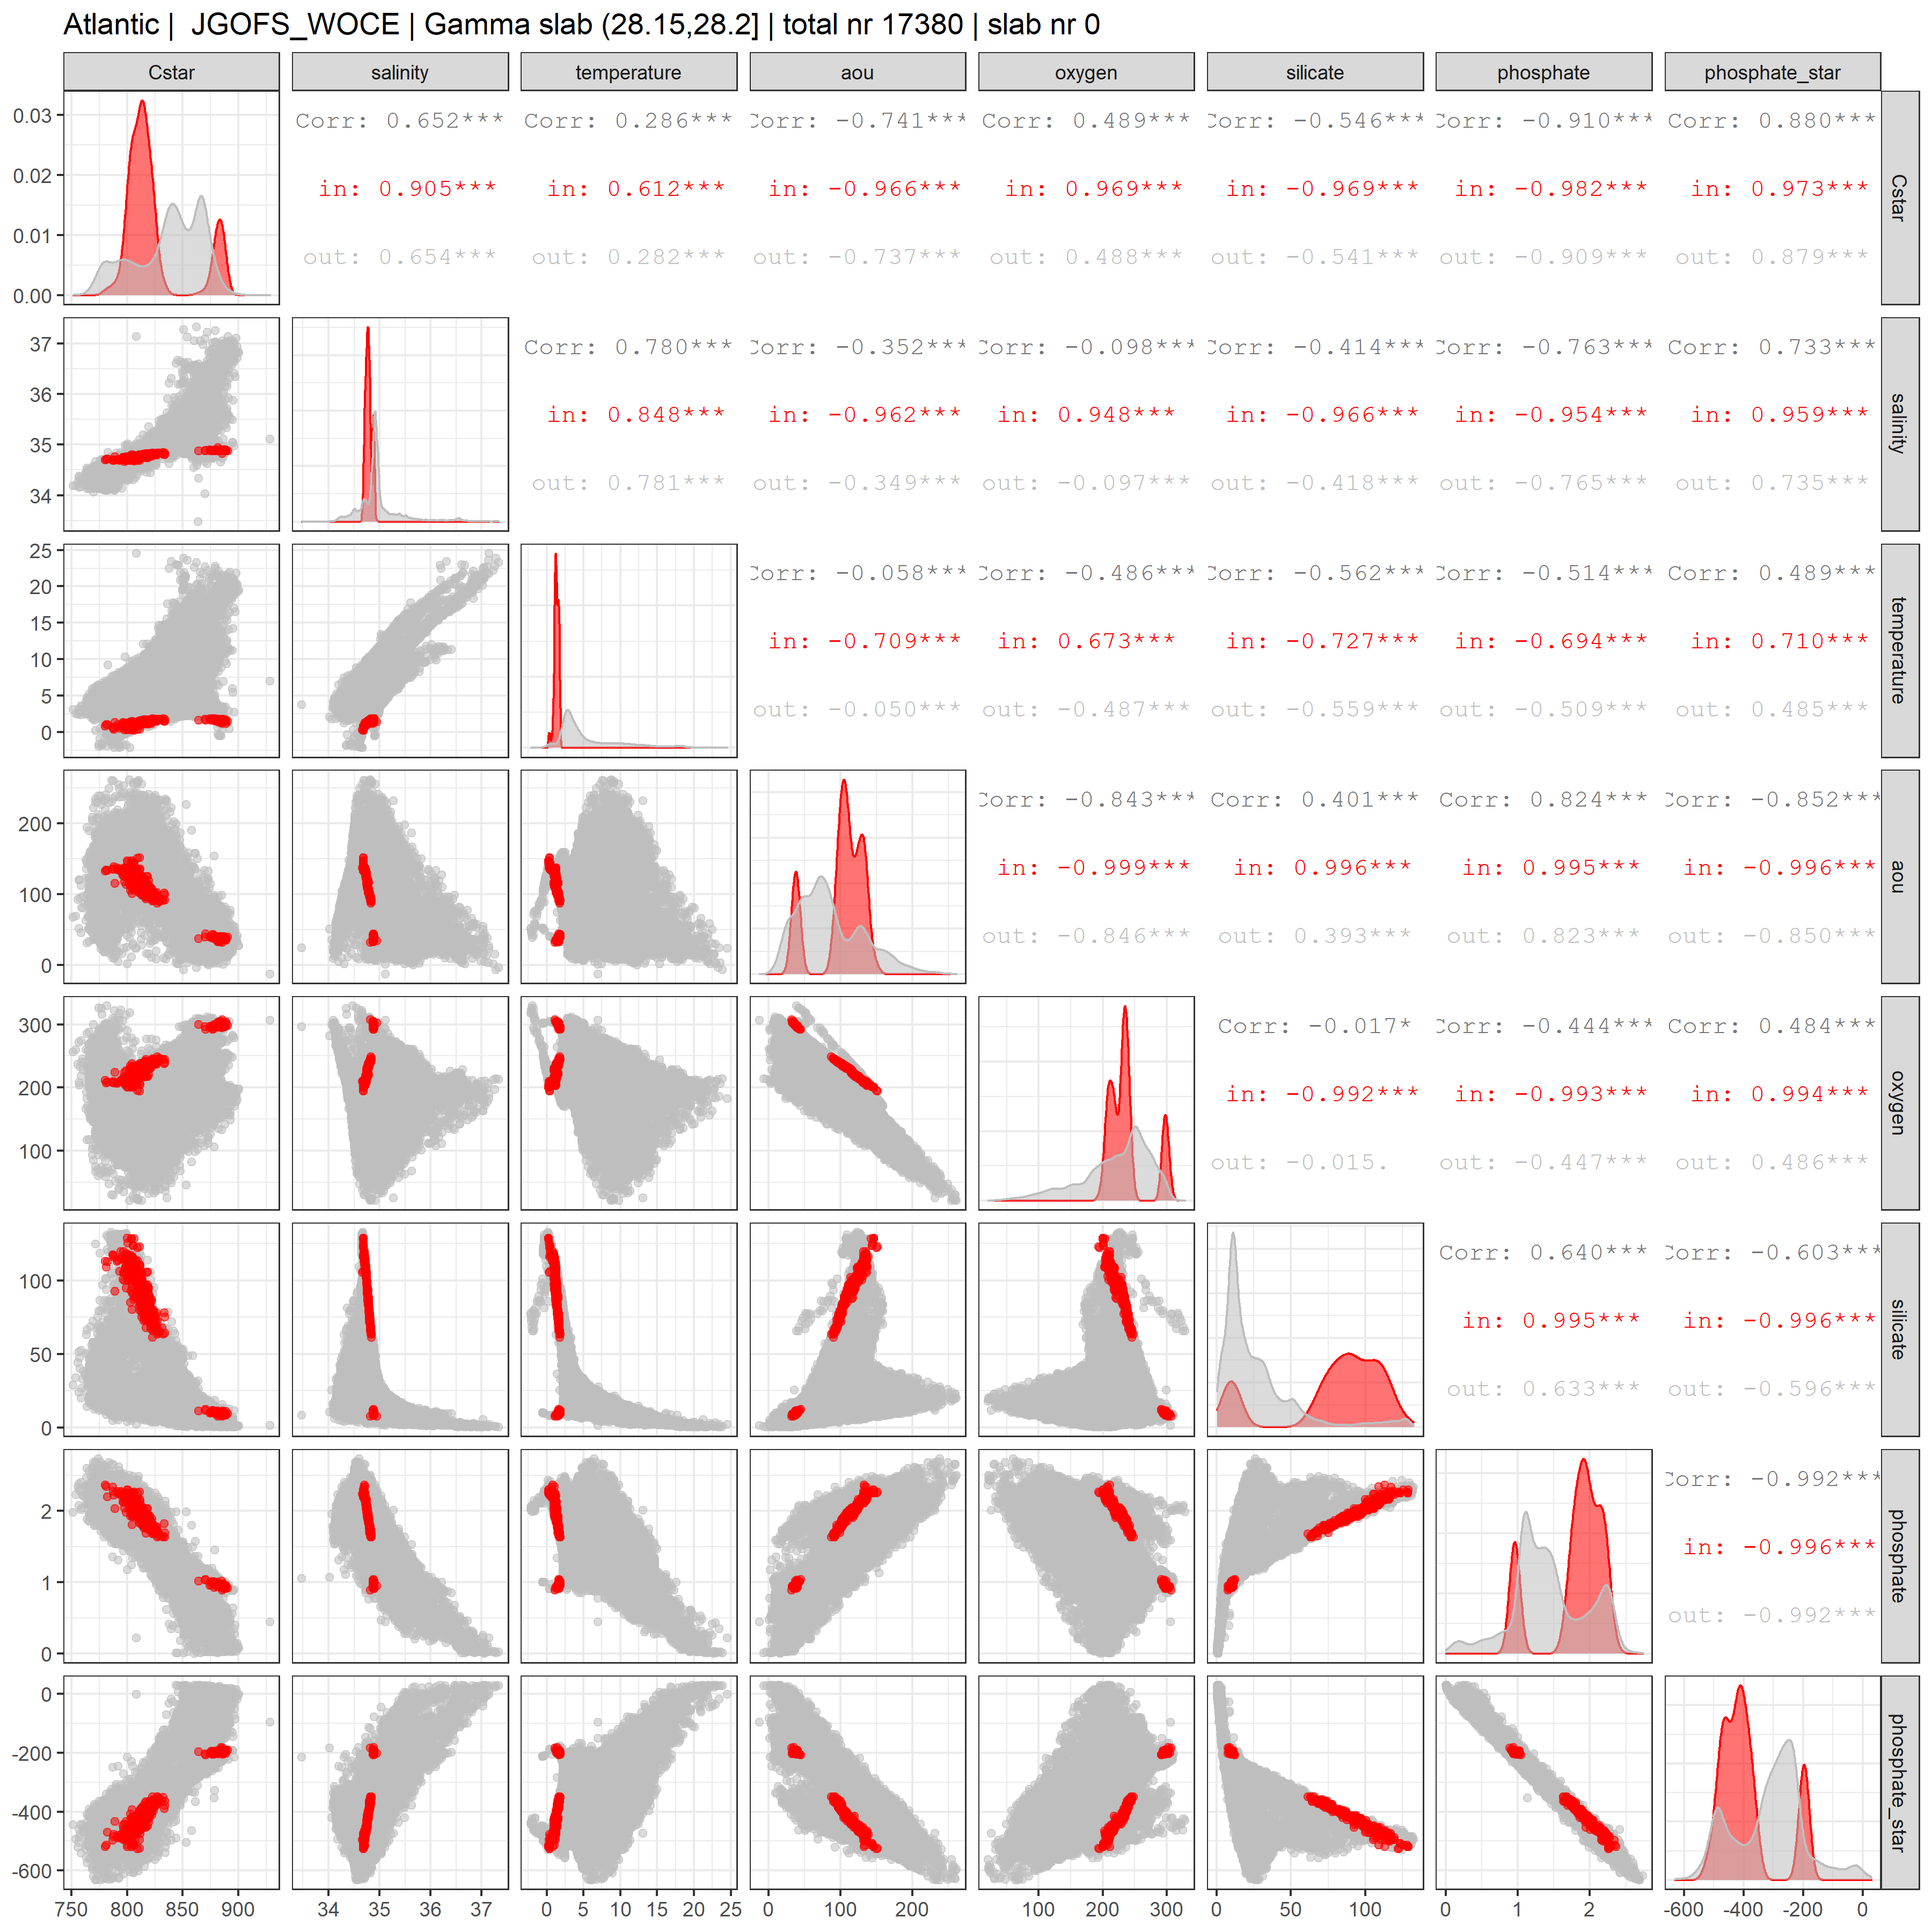 Atlantic | JGOFS_WOCE | Gamma slab (28.15,28.2] | total nr 17380 | slab nr 0
Cstar salinity temperature aou oxygen silicate phosphate phosphate_star
0.03
0.02
0.01
0.00
Corr: 0.652*** Corr: 0.286*** Corr: -0.741*** Corr: 0.489*** Corr: -0.546*** Corr: -0.910*** Corr: 0.880***
in: 0.905*** in: 0.612*** in: -0.966*** in: 0.969*** in: -0.969*** in: -0.982*** in: 0.973***
out: 0.654*** out: 0.282*** out: -0.737*** out: 0.488*** out: -0.541*** out: -0.909*** out: 0.879***
Cstar
37
36
35
34
Corr: 0.780*** Corr: -0.352*** Corr: -0.098*** Corr: -0.414*** Corr: -0.763*** Corr: 0.733***
in: 0.848*** in: -0.962*** in: 0.948*** in: -0.966*** in: -0.954*** in: 0.959***
out: 0.781*** out: -0.349*** out: -0.097*** out: -0.418*** out: -0.765*** out: 0.735***
salinity
25
20
15
10
5
0
Corr: -0.058*** Corr: -0.486*** Corr: -0.562*** Corr: -0.514*** Corr: 0.489***
in: -0.709*** in: 0.673*** in: -0.727*** in: -0.694*** in: 0.710***
out: -0.050*** out: -0.487*** out: -0.559*** out: -0.509*** out: 0.485***
temperature
200
100
0
Corr: -0.843*** Corr: 0.401*** Corr: 0.824*** Corr: -0.852***
in: -0.999*** in: 0.996*** in: 0.995*** in: -0.996***
out: -0.846*** out: 0.393*** out: 0.823*** out: -0.850***
aou
300
200
100
Corr: -0.017* Corr: -0.444*** Corr: 0.484***
in: -0.992*** in: -0.993*** in: 0.994***
out: -0.015. out: -0.447*** out: 0.486***
oxygen
100
50
0
Corr: 0.640*** Corr: -0.603***
in: 0.995*** in: -0.996***
out: 0.633*** out: -0.596***
silicate
2
1
0
Corr: -0.992***
in: -0.996***
out: -0.992***
phosphate
0
-200
-400
-600
phosphate_star
750 800 850 900 34 35 36 37 0 5 10 15 20 25 0 100 200 100 200 300 0 50 100 0 1 2 -600 -400 -200 0